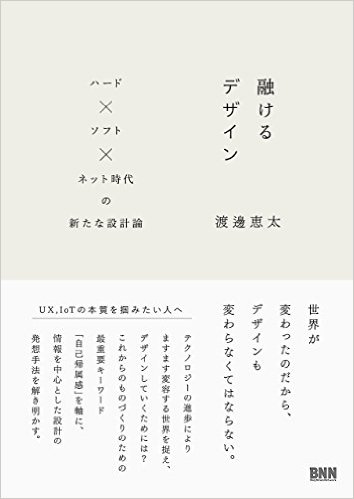 融ける
デザイン
ハード
×
ソフト
×
ネット時代
の
新たな設計論
渡邊恵太
世界が
変わったのだから、
デザインも
変わらなくてはならない。
UX,IoTの本質を掴みたい人へ
テクノロジーの進歩により
ますます変容する世界を捉え、
デザインしていくためには？
これからのものづくりのための
最重要キーワード
「自己帰属感」を軸に、
情報を中心とした設計の
発想手法を解き明かす。
BNN